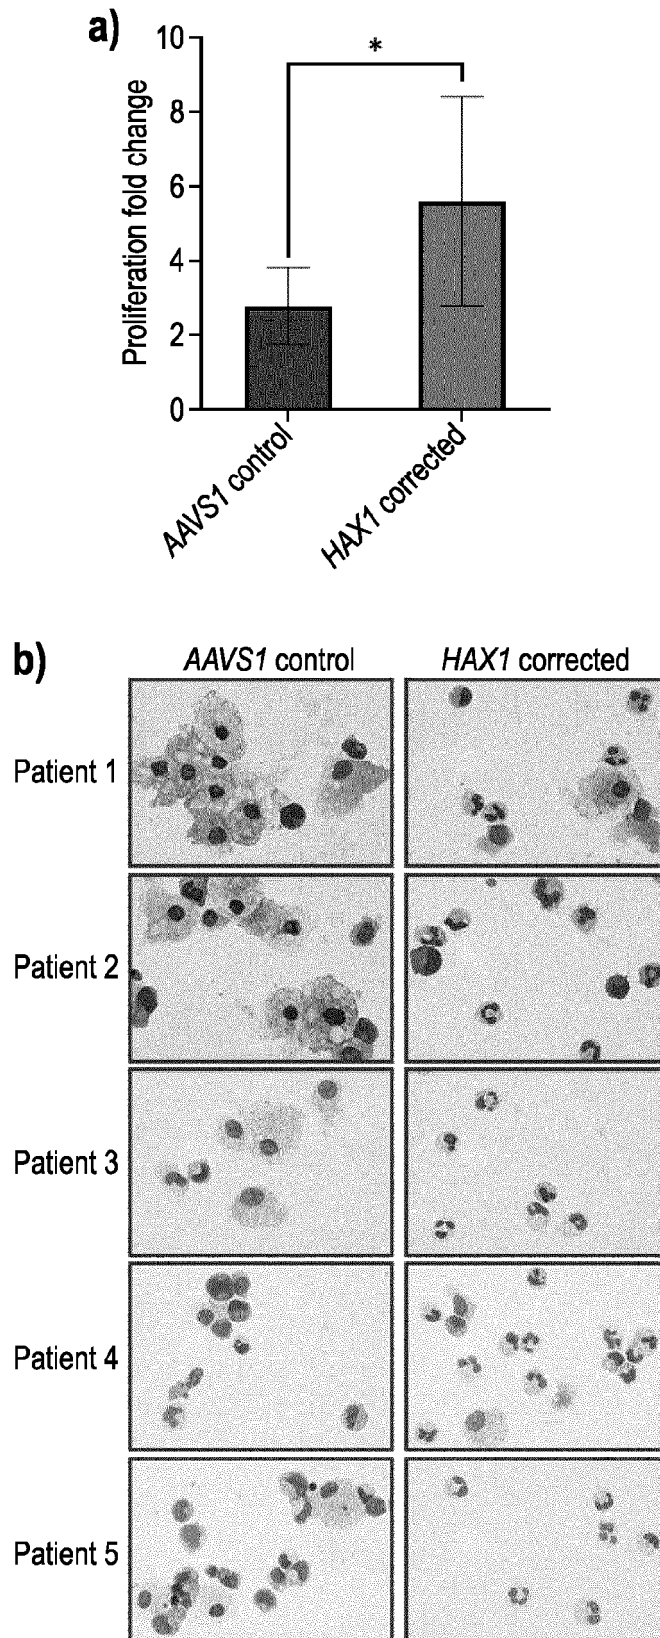 a)
10
*
8
6
4
2
0
Proliferation fold change
AAVS1 control
HAX1 corrected
b)
AAVS1 control
HAX1 corrected
Patient 1
Patient 2
Patient 3
Patient 4
Patient 5